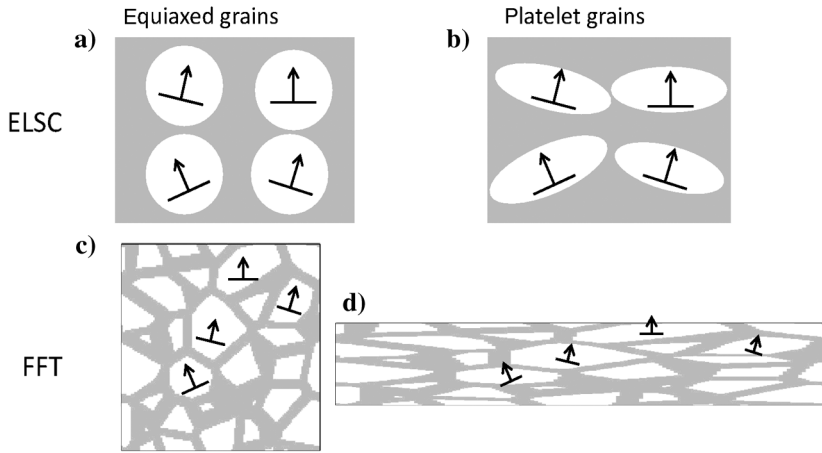 Equiaxed grains
Platelet grains
a)
b)
ELSC
c)
d)
FFT